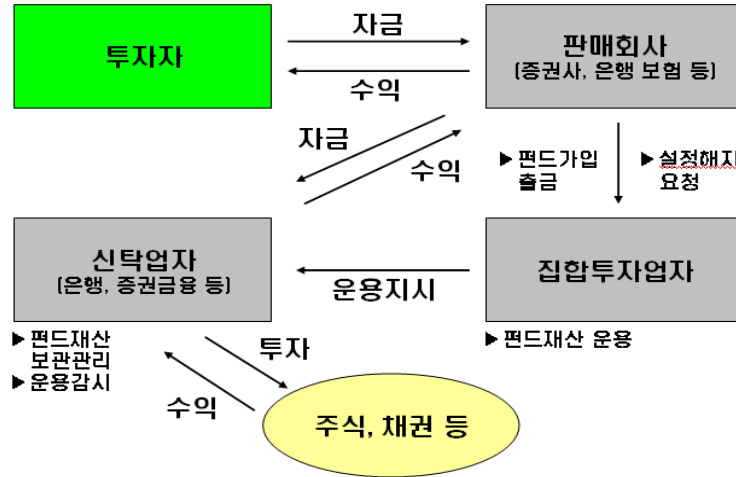 자금
투자자
판매회사
(증권사, 은행 보험 등)
수익
자금
수익
▶ 펀드가입
출금
▶ 설정해지
요청
신탁업자
(은행, 증권금융 등)
운용지시
집합투자업자
▶ 펀드재산
보관관리
▶ 운용감시
투자
▶ 펀드재산 운용
수익
주식, 채권 등